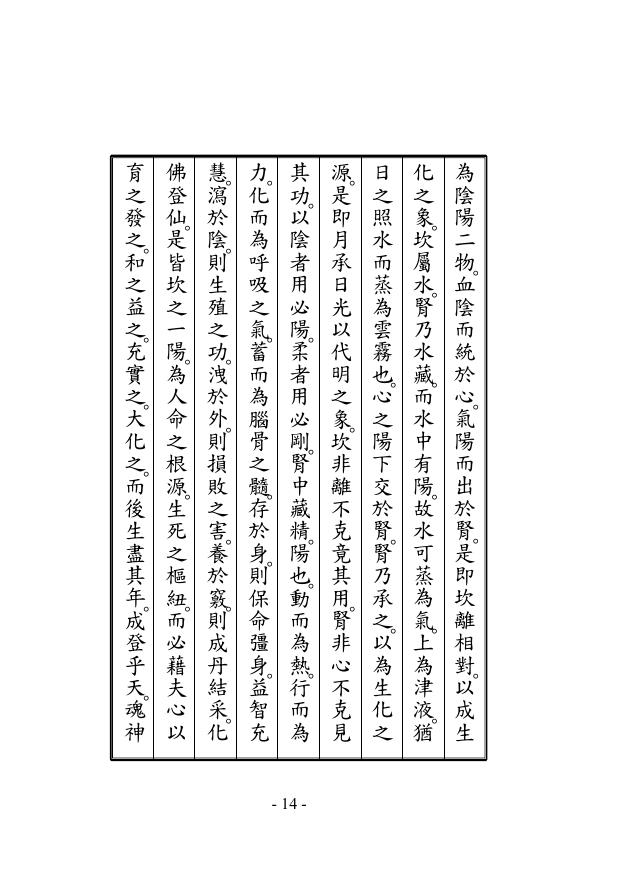 為陰陽二物。血陰而統於心。氣陽而出於腎。是即坎離相對。以成生
化之象。坎屬水。腎乃水藏。而水中有陽。故水可蒸為氣。上為津液。猶
日之照水而蒸為雲霧也。心之陽下交於腎。腎乃承之。以為生化之
源。是即月承日光以代明之象。坎非離不克竟其用。腎非心不克見
其功。以陰者用必陽。柔者用必剛。腎中藏精。陽也。動而為熱。行而為
力。化而為呼吸之氣。蓄而為腦骨之髓。存於身。則保命彊身。益智充
慧。瀉於陰。則生殖之功。洩於外。則損敗之害。養於竅。則成丹結采。化
佛登仙。是皆坎之一陽。為人命之根源。生死之樞紐。而必藉夫心以
育之發之。和之益之。充實之。大化之。而後生盡其年。成登乎天。魂神
- 14 -